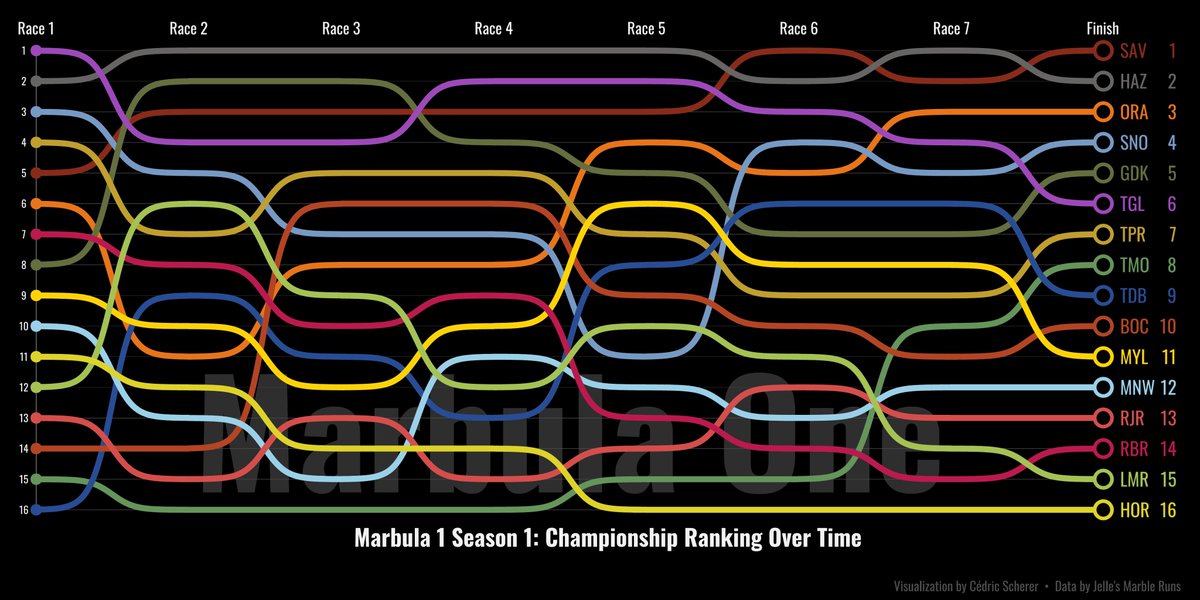 Race 1 Race 2 Race 3 Race 4 Race 5 Race 6 Race 7 Finish
1 SAV 1
2 HAZ 2
3 ORA 3
4 SNO 4
5 GDK 5
6 TGL 6
7 TPR 7
8 TMO 8
9 TDB 9
10 BOC 10
11 MYL 11
12 MNW 12
13 RJR 13
14 RBR 14
15 LMR 15
16 HOR 16
Marbula One
Marbula 1 Season 1: Championship Ranking Over Time
Visualization by Cédric Scherer • Data by Jelle's Marble Runs